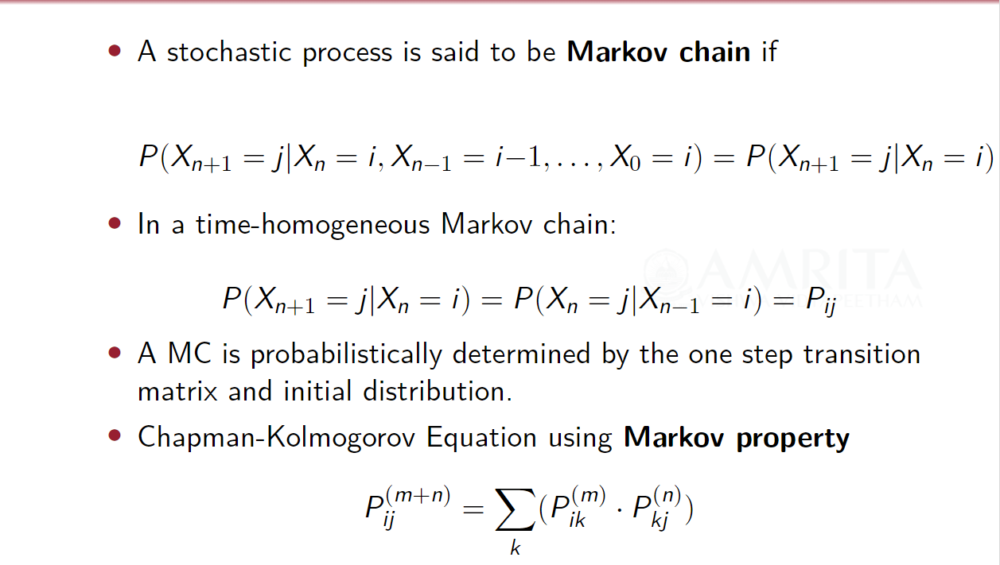 • A stochastic process is said to be Markov chain if
P(X_{n+1} = j|X_n = i, X_{n−1} = i−1, . . . , X_0 = i) = P(X_{n+1} = j|X_n = i)
• In a time-homogeneous Markov chain:
AMRITA
P(X_{n+1} = j|X_n = i) = P(X_n = j|X_{n−1} = i) = P_{ij}
• A MC is probabilistically determined by the one step transition
matrix and initial distribution.
• Chapman-Kolmogorov Equation using Markov property
P_{ij}^{(m+n)} = ∑_k (P_{ik}^{(m)} · P_{kj}^{(n)})